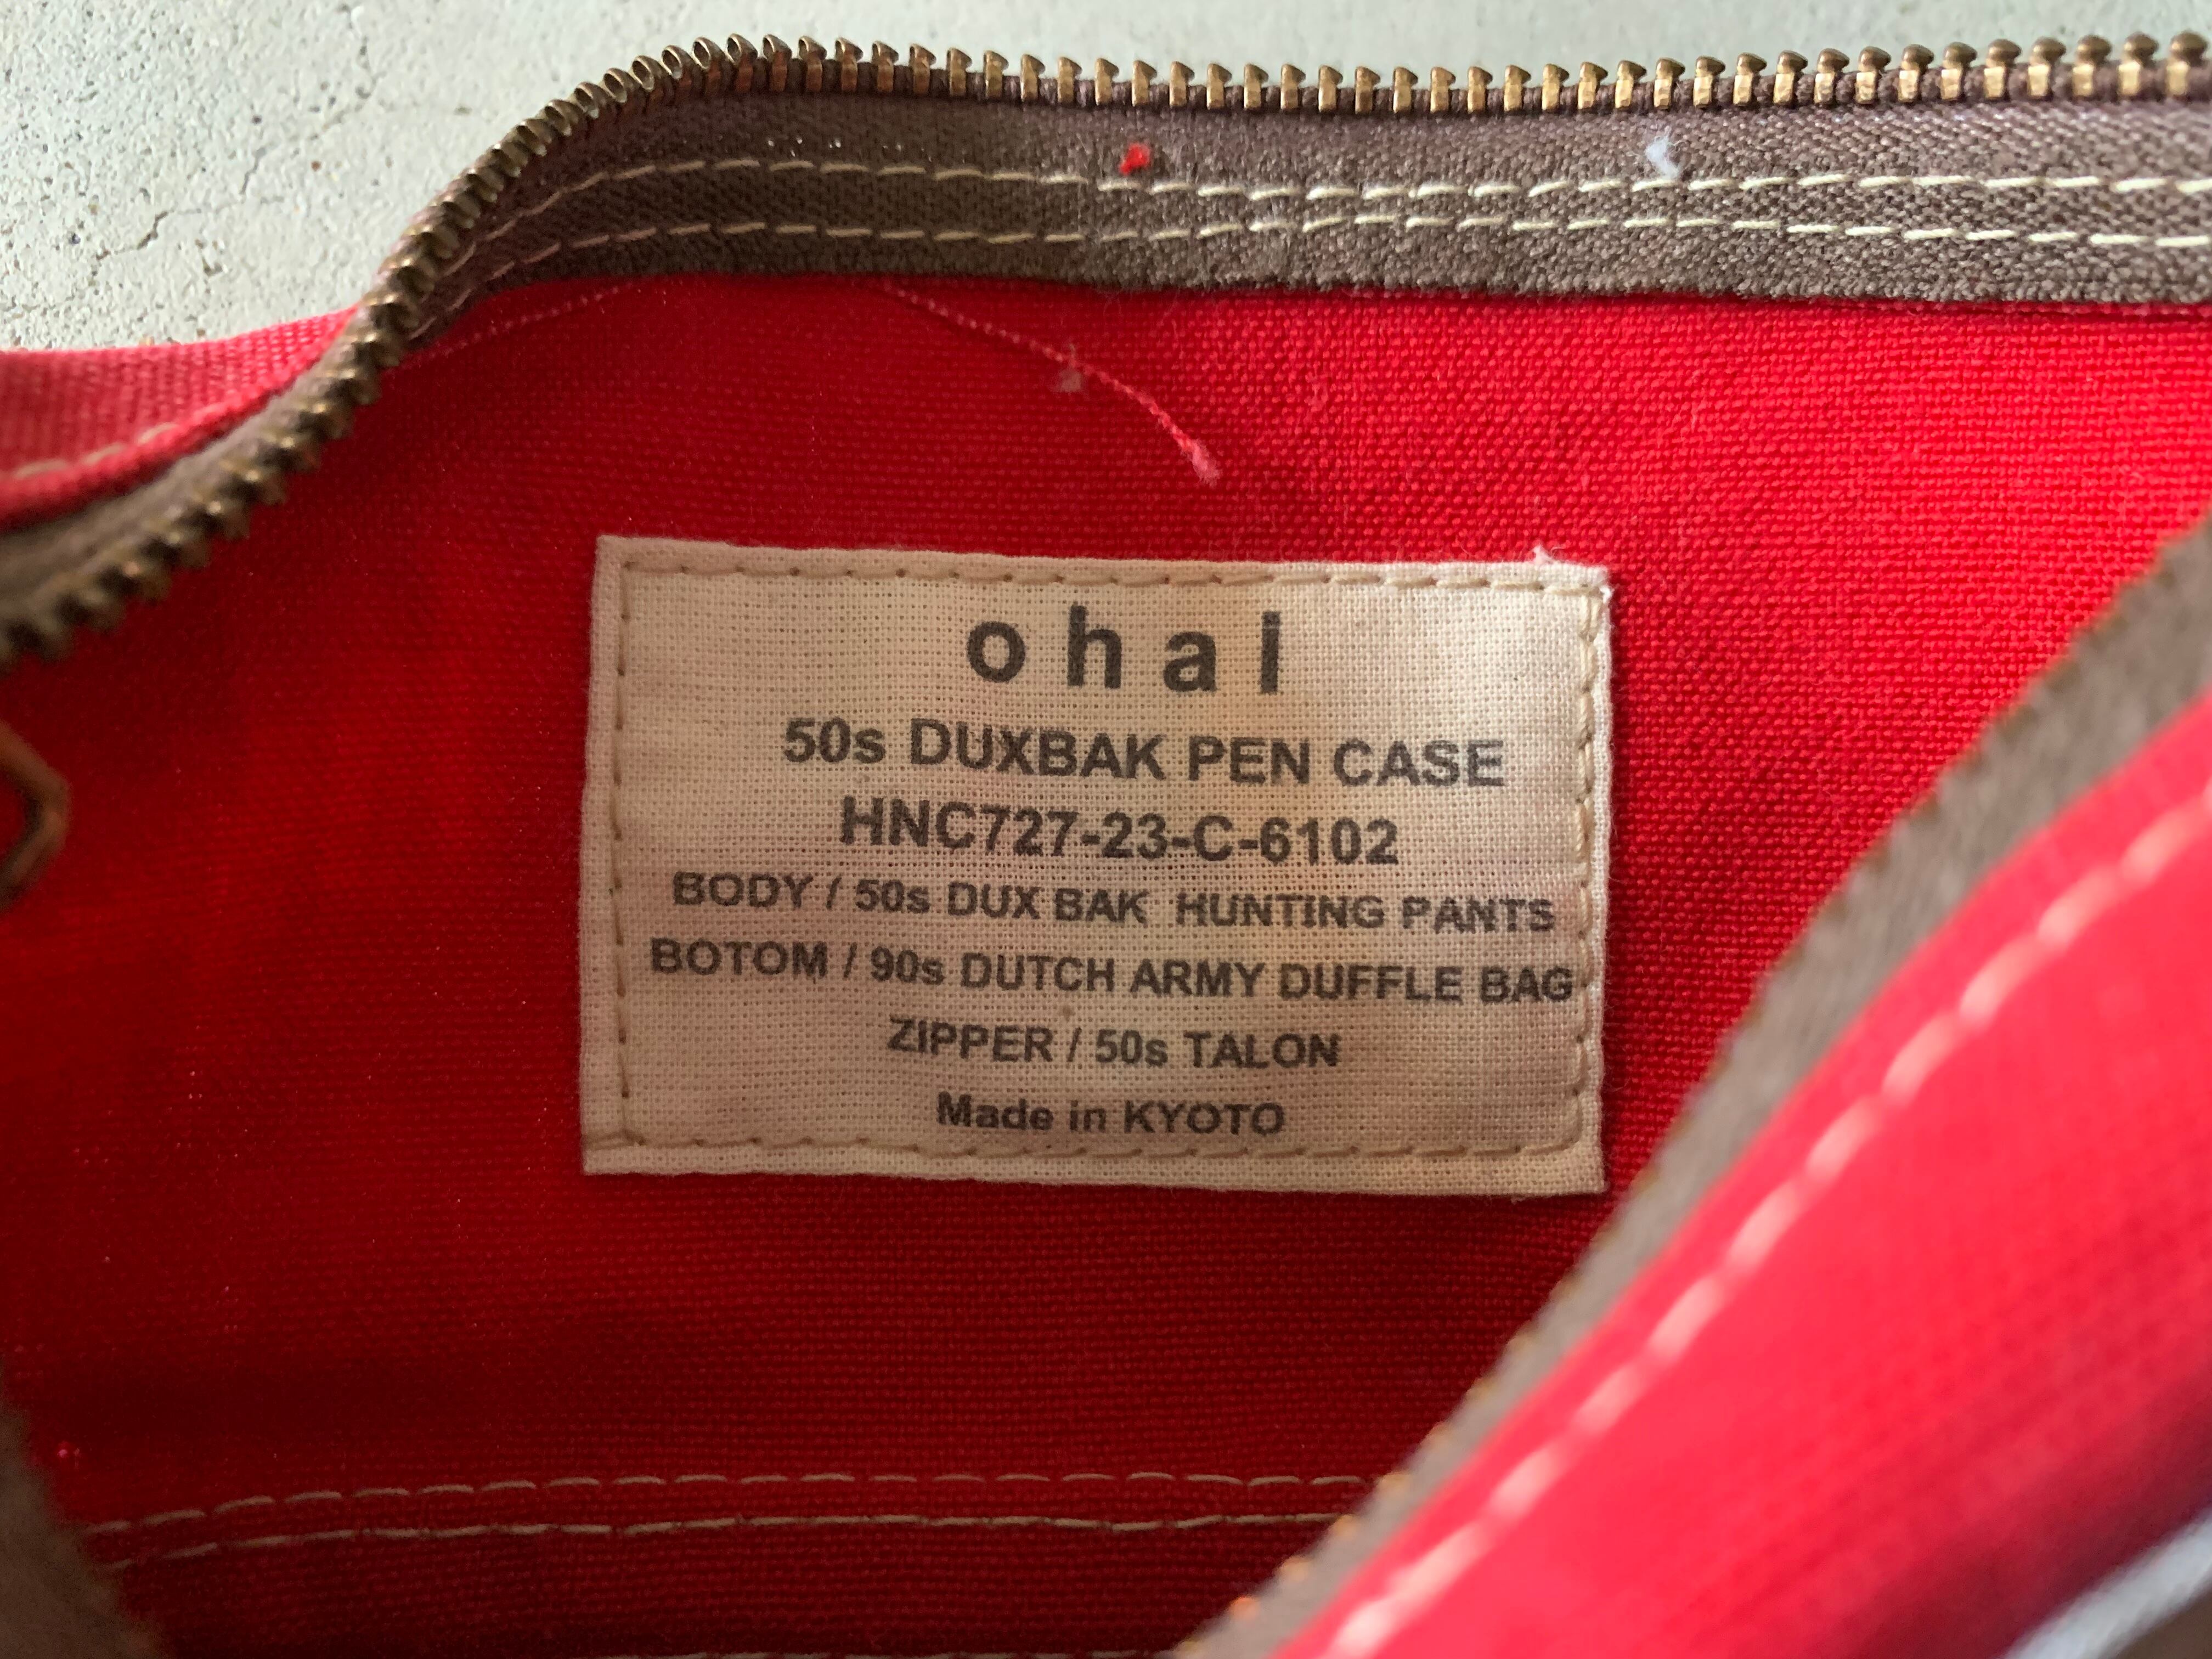 ohai
50s DUXBAK PEN CASE
HNC727-23-C-6102
BODY / 50s DUX BAK HUNTING PANTS
BOTOM / 90s DUTCH ARMY DUFFLE BAG
ZIPPER / 50s TALON
Made in KYOTO